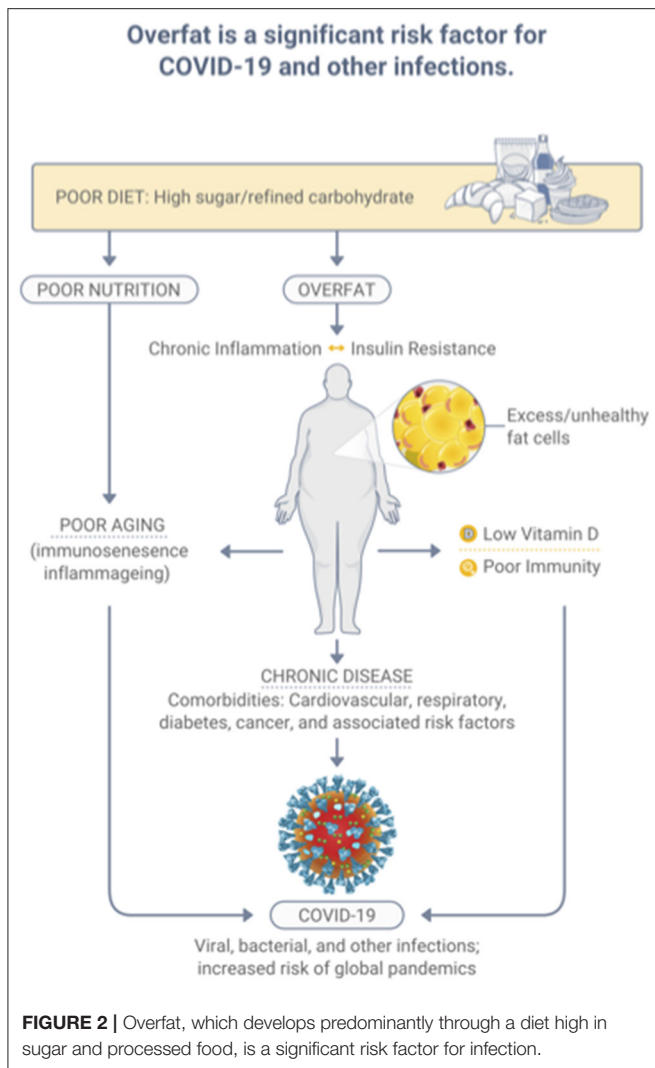 Overfat is a significant risk factor for
COVID-19 and other infections.
POOR DIET: High sugar/refined carbohydrate
POOR NUTRITION
OVERFAT
Chronic Inflammation ↔ Insulin Resistance
Excess/unhealthy
fat cells
POOR AGING
(immunosenesence
inflammageing)
D Low Vitamin D
Poor Immunity
CHRONIC DISEASE
Comorbidities: Cardiovascular, respiratory,
diabetes, cancer, and associated risk factors
COVID-19
Viral, bacterial, and other infections;
increased risk of global pandemics
FIGURE 2 | Overfat, which develops predominantly through a diet high in
sugar and processed food, is a significant risk factor for infection.